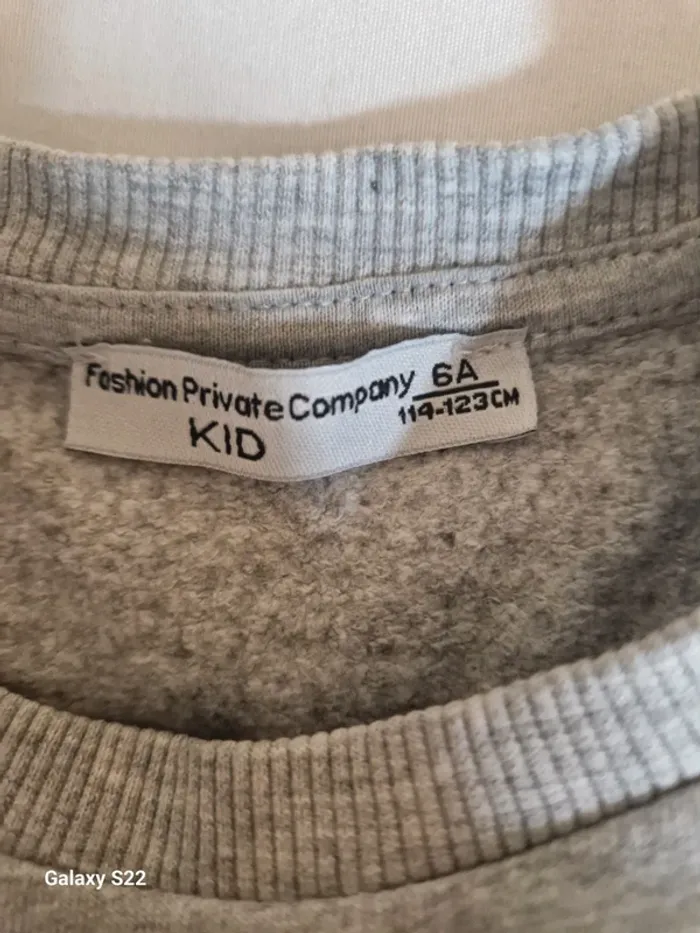 Fashion Private Company
KID
6A
114-123CM
Galaxy S22